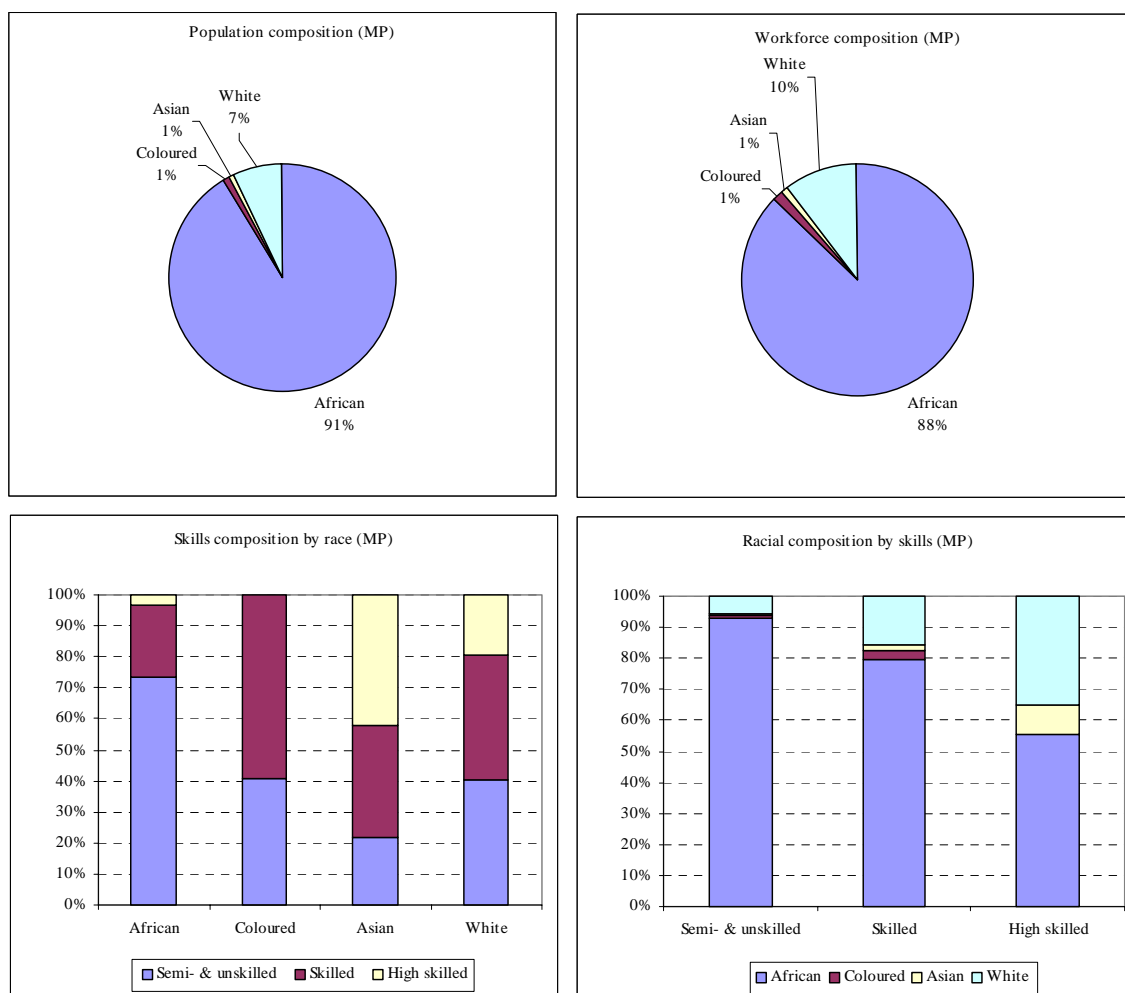 Population composition (MP)
White
7%
Asian
1%
Coloured
1%
African
91%
Workforce composition (MP)
White
10%
Asian
1%
Coloured
1%
African
88%
Skills composition by race (MP)
100%
90%
80%
70%
60%
50%
40%
30%
20%
10%
0%
African Coloured Asian White
Semi- & unskilled Skilled High skilled
Racial composition by skills (MP)
100%
90%
80%
70%
60%
50%
40%
30%
20%
10%
0%
Semi- & unskilled Skilled High skilled
African Coloured Asian White